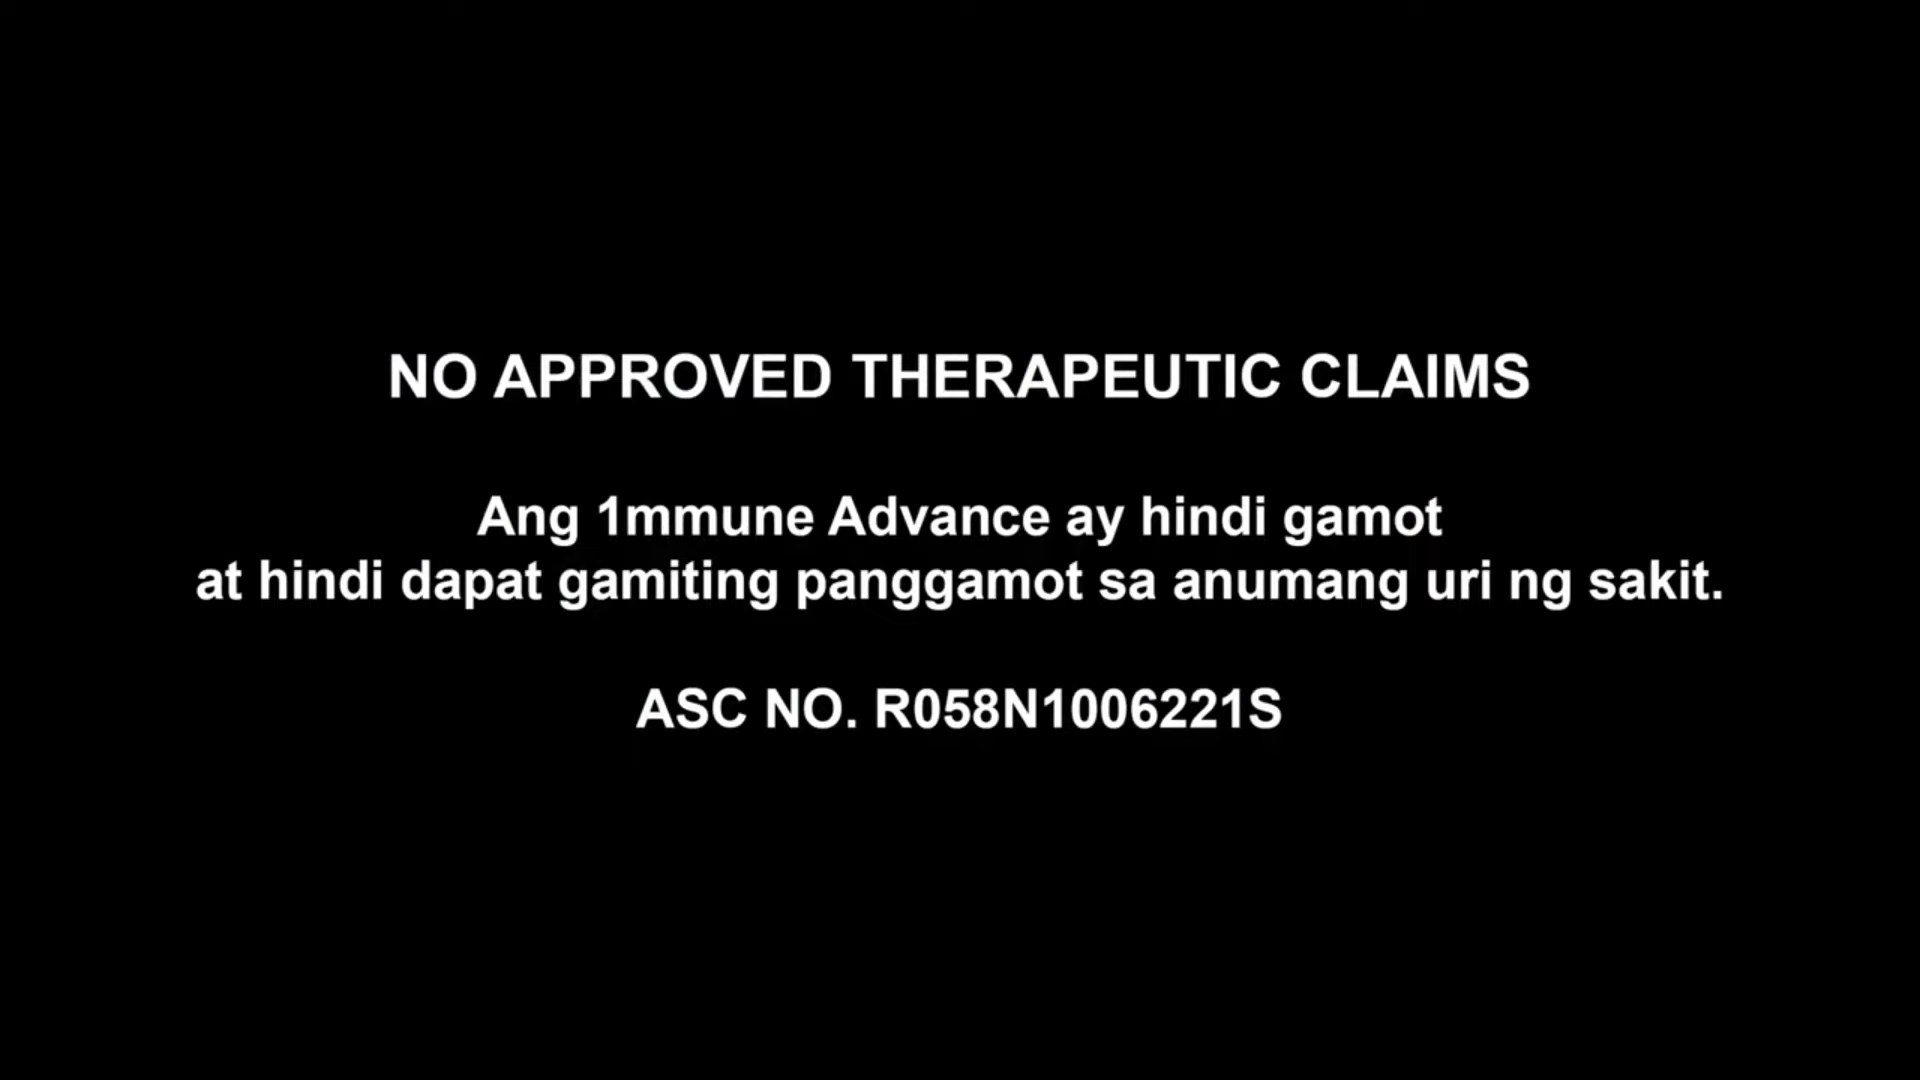 NO APPROVED THERAPEUTIC CLAIMS
Ang 1mmune Advance ay hindi gamot
at hindi dapat gamiting panggamot sa anumang uri ng sakit.
ASC NO. R058N1006221S